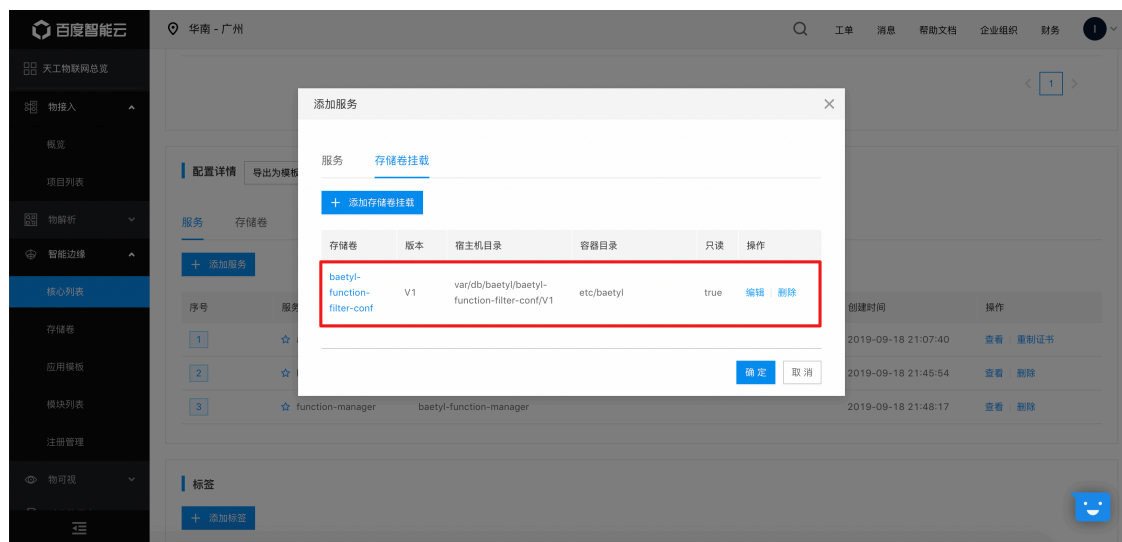 百度智能云
华南 - 广州
工单 消息 帮助文档 企业组织 财务 I
天工物联网总览
物接入
概览
项目列表
物解析
智能边缘
核心列表
存储卷
应用模板
模块列表
注册管理
物可视
1
配置详情 导出为模板
服务 存储卷
+ 添加服务
序号 服务 创建时间 操作
1 2019-09-18 21:07:40 查看 重制证书
2 2019-09-18 21:45:54 查看 删除
3 function-manager baetyl-function-manager 2019-09-18 21:48:17 查看 删除
标签
+ 添加标签
添加服务
服务 存储卷挂载
+ 添加存储卷挂载
存储卷 版本 宿主机目录 容器目录 只读 操作
baetyl-
function-
filter-conf
V1
var/db/baetyl/baetyl-
function-filter-conf/V1
etc/baetyl
true
编辑 删除
确定 取消